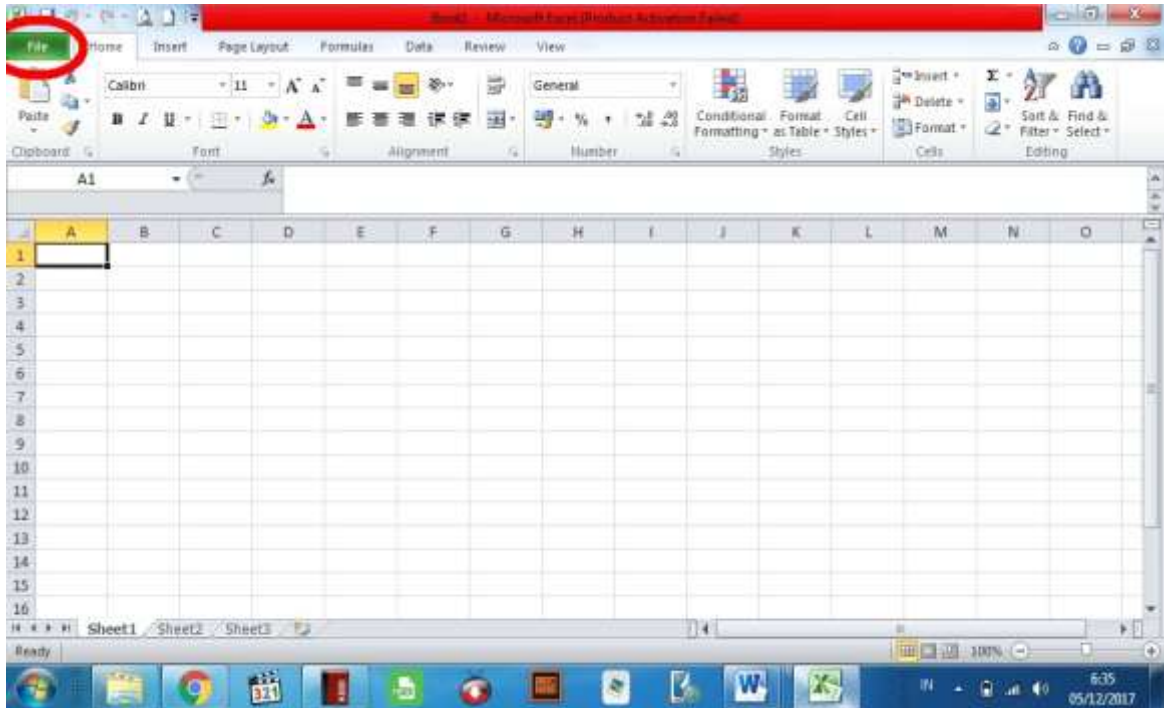 Book2 - Microsoft Excel (Product Activation Failed)
File Home Insert Page Layout Formulas Data Review View
Calibri 11 General Insert
Paste Delete
B I U % Conditional Format Cell Format Sort & Find &
Formatting as Table Styles Filter Select
Clipboard Font Alignment Number Styles Cells Editing
A1 fx
A B C D E F G H I J K L M N O
1
2
3
4
5
6
7
8
9
10
11
12
13
14
15
16
Sheet1 Sheet2 Sheet3
Ready 100%
321 W IN 6:35
05/12/2017